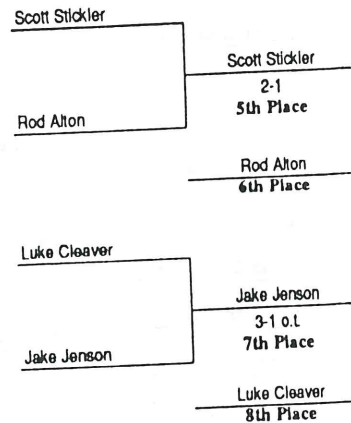 Scott Stickler
Scott Stickler
2-1
5th Place
Rod Alton
Rod Alton
6th Place
Luke Cleaver
Jake Jenson
3-1 o.t.
7th Place
Jake Jenson
Luke Cleaver
8th Place